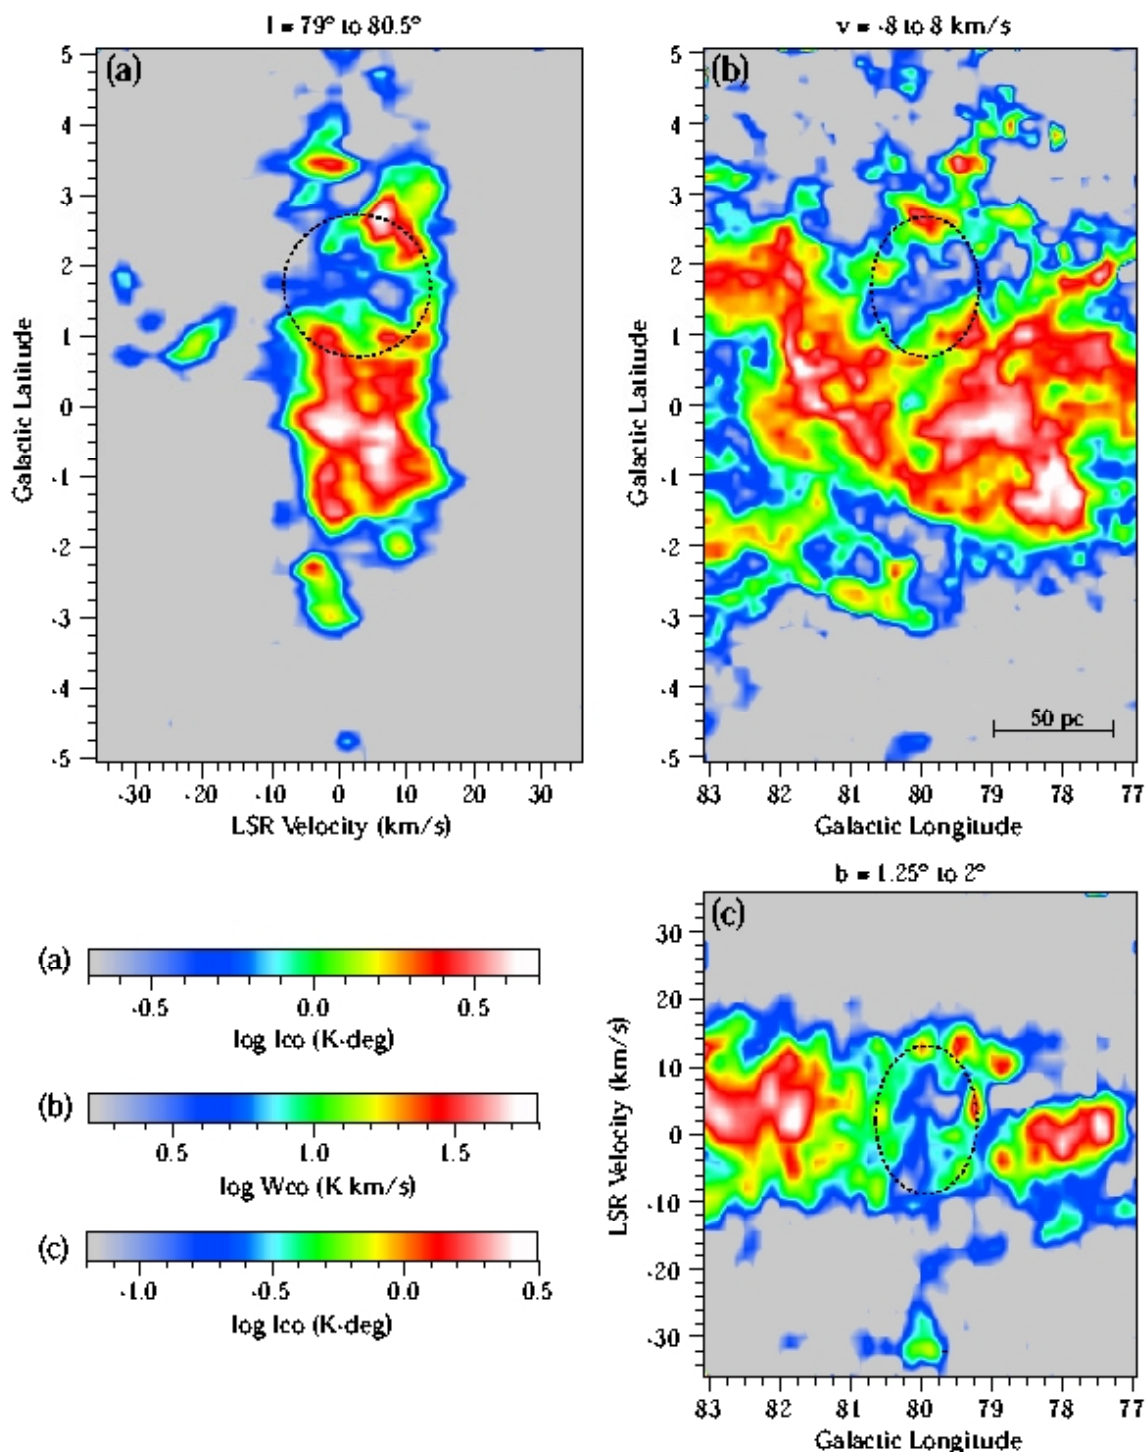 l = 79° to 80.5°
v = -8 to 8 km/s
(a)
(b)
5
4
3
2
1
0
-1
-2
-3
-4
-5
Galactic Latitude
-30 -20 -10 0 10 20 30
LSR Velocity (km/s)
5
4
3
2
1
0
-1
-2
-3
-4
-5
Galactic Latitude
50 pc
83 82 81 80 79 78 77
Galactic Longitude
b = 1.25° to 2°
(c)
30
20
10
0
-10
-20
-30
LSR Velocity (km/s)
83 82 81 80 79 78 77
Galactic Longitude
(a)
-0.5 0.0 0.5
log Ico (K-deg)
(b)
0.5 1.0 1.5
log Wco (K km/s)
(c)
-1.0 -0.5 0.0 0.5
log Ico (K-deg)